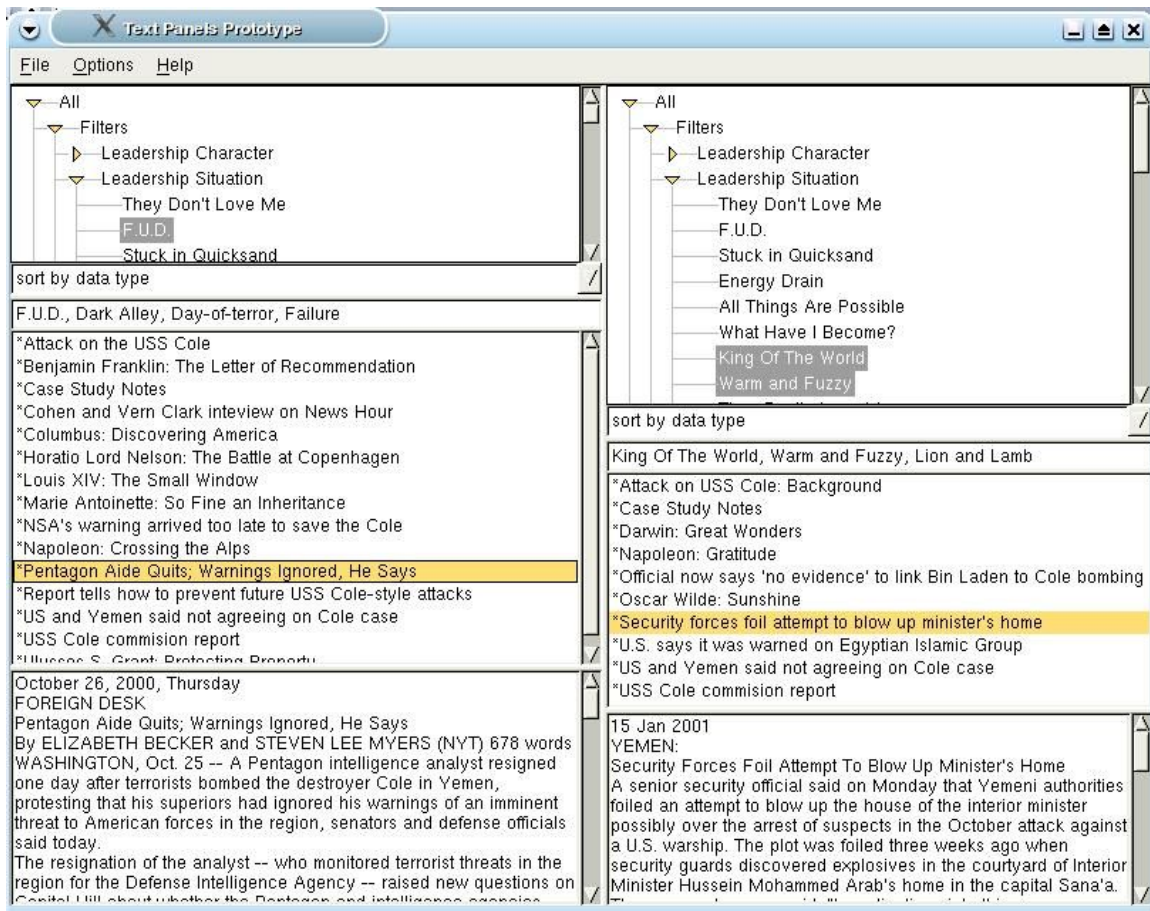 Text Panels Prototype
File Options Help
All
Filters
Leadership Character
Leadership Situation
They Don't Love Me
F.U.D.
Stuck in Quicksand
sort by data type
F.U.D., Dark Alley, Day-of-terror, Failure
*Attack on the USS Cole
*Benjamin Franklin: The Letter of Recommendation
*Case Study Notes
*Cohen and Vern Clark inteview on News Hour
*Columbus: Discovering America
*Horatio Lord Nelson: The Battle at Copenhagen
*Louis XIV: The Small Window
*Marie Antoinette: So Fine an Inheritance
*NSA's warning arrived too late to save the Cole
*Napoleon: Crossing the Alps
*Pentagon Aide Quits; Warnings Ignored, He Says
*Report tells how to prevent future USS Cole-style attacks
*US and Yemen said not agreeing on Cole case
*USS Cole commision report
*Ulysses S. Grant: Protecting Property
October 26, 2000, Thursday
FOREIGN DESK
Pentagon Aide Quits; Warnings Ignored, He Says
By ELIZABETH BECKER and STEVEN LEE MYERS (NYT) 678 words
WASHINGTON, Oct. 25 -- A Pentagon intelligence analyst resigned
one day after terrorists bombed the destroyer Cole in Yemen,
protesting that his superiors had ignored his warnings of an imminent
threat to American forces in the region, senators and defense officials
said today.
The resignation of the analyst -- who monitored terrorist threats in the
region for the Defense Intelligence Agency -- raised new questions on
Capitol Hill about whether the Pentagon and intelligence agencies
All
Filters
Leadership Character
Leadership Situation
They Don't Love Me
F.U.D.
Stuck in Quicksand
Energy Drain
All Things Are Possible
What Have I Become?
King Of The World
Warm and Fuzzy
sort by data type
King Of The World, Warm and Fuzzy, Lion and Lamb
*Attack on USS Cole: Background
*Case Study Notes
*Darwin: Great Wonders
*Napoleon: Gratitude
*Official now says 'no evidence' to link Bin Laden to Cole bombing
*Oscar Wilde: Sunshine
*Security forces foil attempt to blow up minister's home
*U.S. says it was warned on Egyptian Islamic Group
*US and Yemen said not agreeing on Cole case
*USS Cole commision report
15 Jan 2001
YEMEN:
Security Forces Foil Attempt To Blow Up Minister's Home
A senior security official said on Monday that Yemeni authorities
foiled an attempt to blow up the house of the interior minister
possibly over the arrest of suspects in the October attack against
a U.S. warship. The plot was foiled three weeks ago when
security guards discovered explosives in the courtyard of Interior
Minister Hussein Mohammed Arab's home in the capital Sana'a.